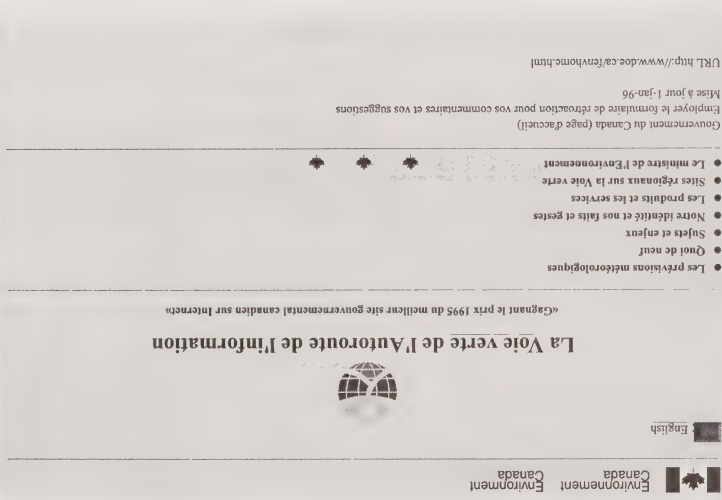 Environnement Environment
Canada Canada
English
La Voie verte de l'Autoroute de l'information
«Gagnant le prix 1995 du meilleur site gouvernemental canadien sur Internet»
Les prévisions météorologiques
Quoi de neuf
Sujets et enjeux
Notre idéntité et nos faits et gestes
Les produits et les services
Sites régionaux sur la Voie verte
Le ministre de l'Environnement
Gouvernement du Canada (page d'accueil)
Employer le formulaire de rétroaction pour vos commentaires et vos suggestions
Mise à jour 1-jan-96
URL http://www.doe.ca/fenvhome.html